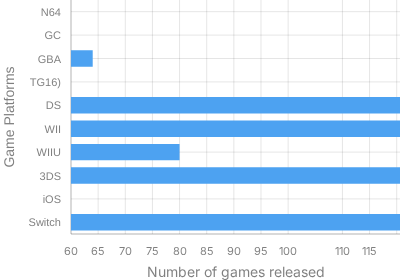 N64
GC
GBA
TG16)
DS
WII
WIIU
3DS
iOS
Switch
Game Platforms
60 65 70 75 80 85 90 95 100 110 115
Number of games released